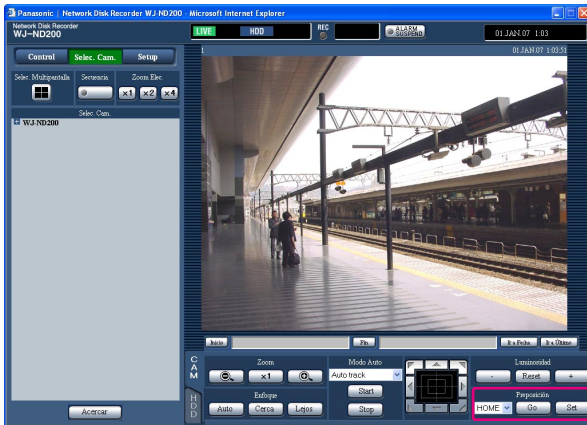 Panasonic | Network Disk Recorder WJ-ND200 - Microsoft Internet Explorer
Network Disk Recorder
WJ-ND200
LIVE
HDD
REC
ALARM
SUSPEND
01.JAN.07 1:03
Control
Selec. Cam.
Setup
1
01.JAN.07 1:03:51
Selec. Multipantalla
Secuencia
Zoom Elec.
x1
x2
x4
Selec. Cam.
WJ-ND200
Inicio
Fin
Ir a Fecha
Ir a Último
CAM
HDD
Zoom
x1
Enfoque
Auto
Cerca
Lejos
Modo Auto
Auto track
Start
Stop
Luminosidad
-
Reset
+
Preposición
HOME
Go
Set
Acercar